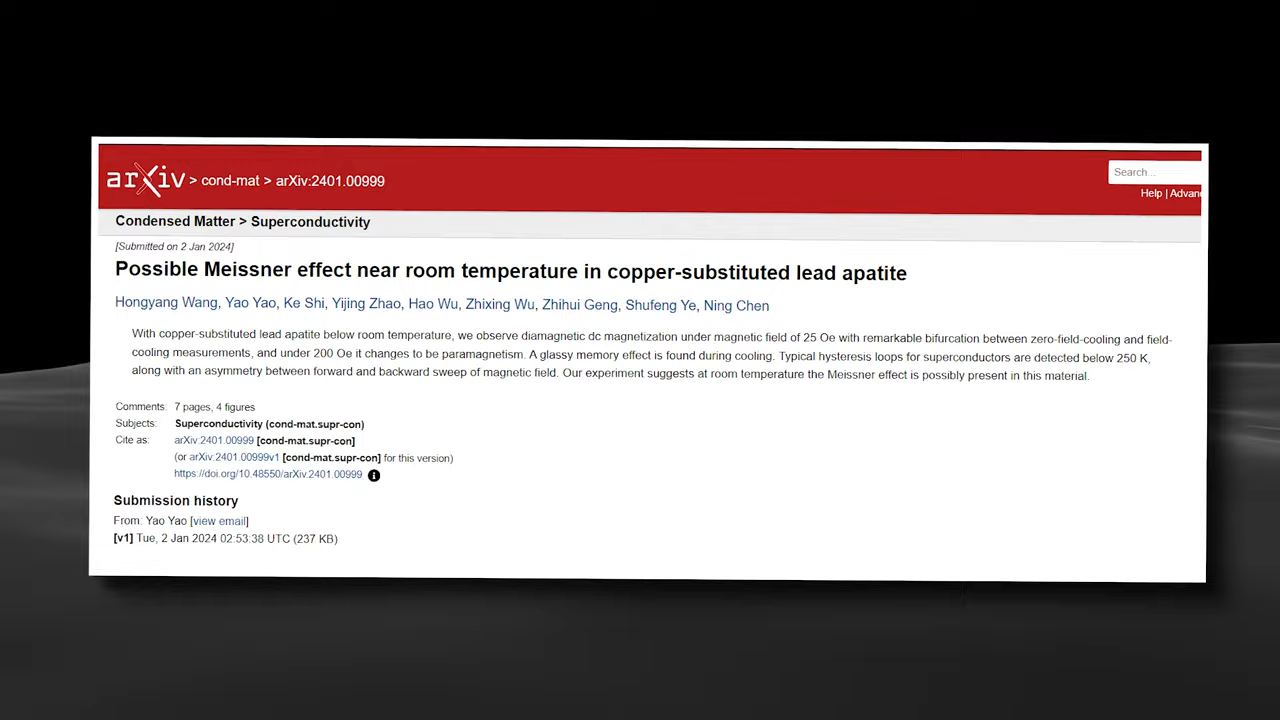 arXiv > cond-mat > arXiv:2401.00999
Search...
Help | Advan
Condensed Matter > Superconductivity
[Submitted on 2 Jan 2024]
Possible Meissner effect near room temperature in copper-substituted lead apatite
Hongyang Wang, Yao Yao, Ke Shi, Yijing Zhao, Hao Wu, Zhixing Wu, Zhihui Geng, Shufeng Ye, Ning Chen
With copper-substituted lead apatite below room temperature, we observe diamagnetic dc magnetization under magnetic field of 25 Oe with remarkable bifurcation between zero-field-cooling and field-
cooling measurements, and under 200 Oe it changes to be paramagnetism. A glassy memory effect is found during cooling. Typical hysteresis loops for superconductors are detected below 250 K,
along with an asymmetry between forward and backward sweep of magnetic field. Our experiment suggests at room temperature the Meissner effect is possibly present in this material.
Comments: 7 pages, 4 figures
Subjects: Superconductivity (cond-mat.supr-con)
Cite as: arXiv:2401.00999 [cond-mat.supr-con]
(or arXiv:2401.00999v1 [cond-mat.supr-con] for this version)
https://doi.org/10.48550/arXiv.2401.00999 i
Submission history
From: Yao Yao [view email]
[v1] Tue, 2 Jan 2024 02:53:38 UTC (237 KB)